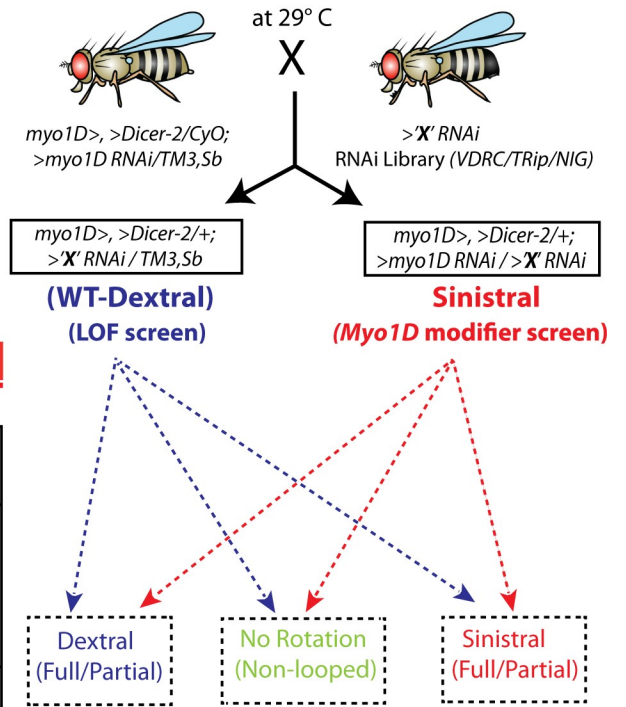 at 29° C
X
myo1D>, >Dicer-2/CyO;
>myo1D RNAi/TM3,Sb
>'X' RNAi
RNAi Library (VDRC/TRip/NIG)
myo1D>, >Dicer-2/+;
>'X' RNAi / TM3,Sb
myo1D>, >Dicer-2/+;
>myo1D RNAi / >'X' RNAi
(WT-Dextral)
(LOF screen)
Sinistral
(Myo1D modifier screen)
Dextral
(Full/Partial)
No Rotation
(Non-looped)
Sinistral
(Full/Partial)